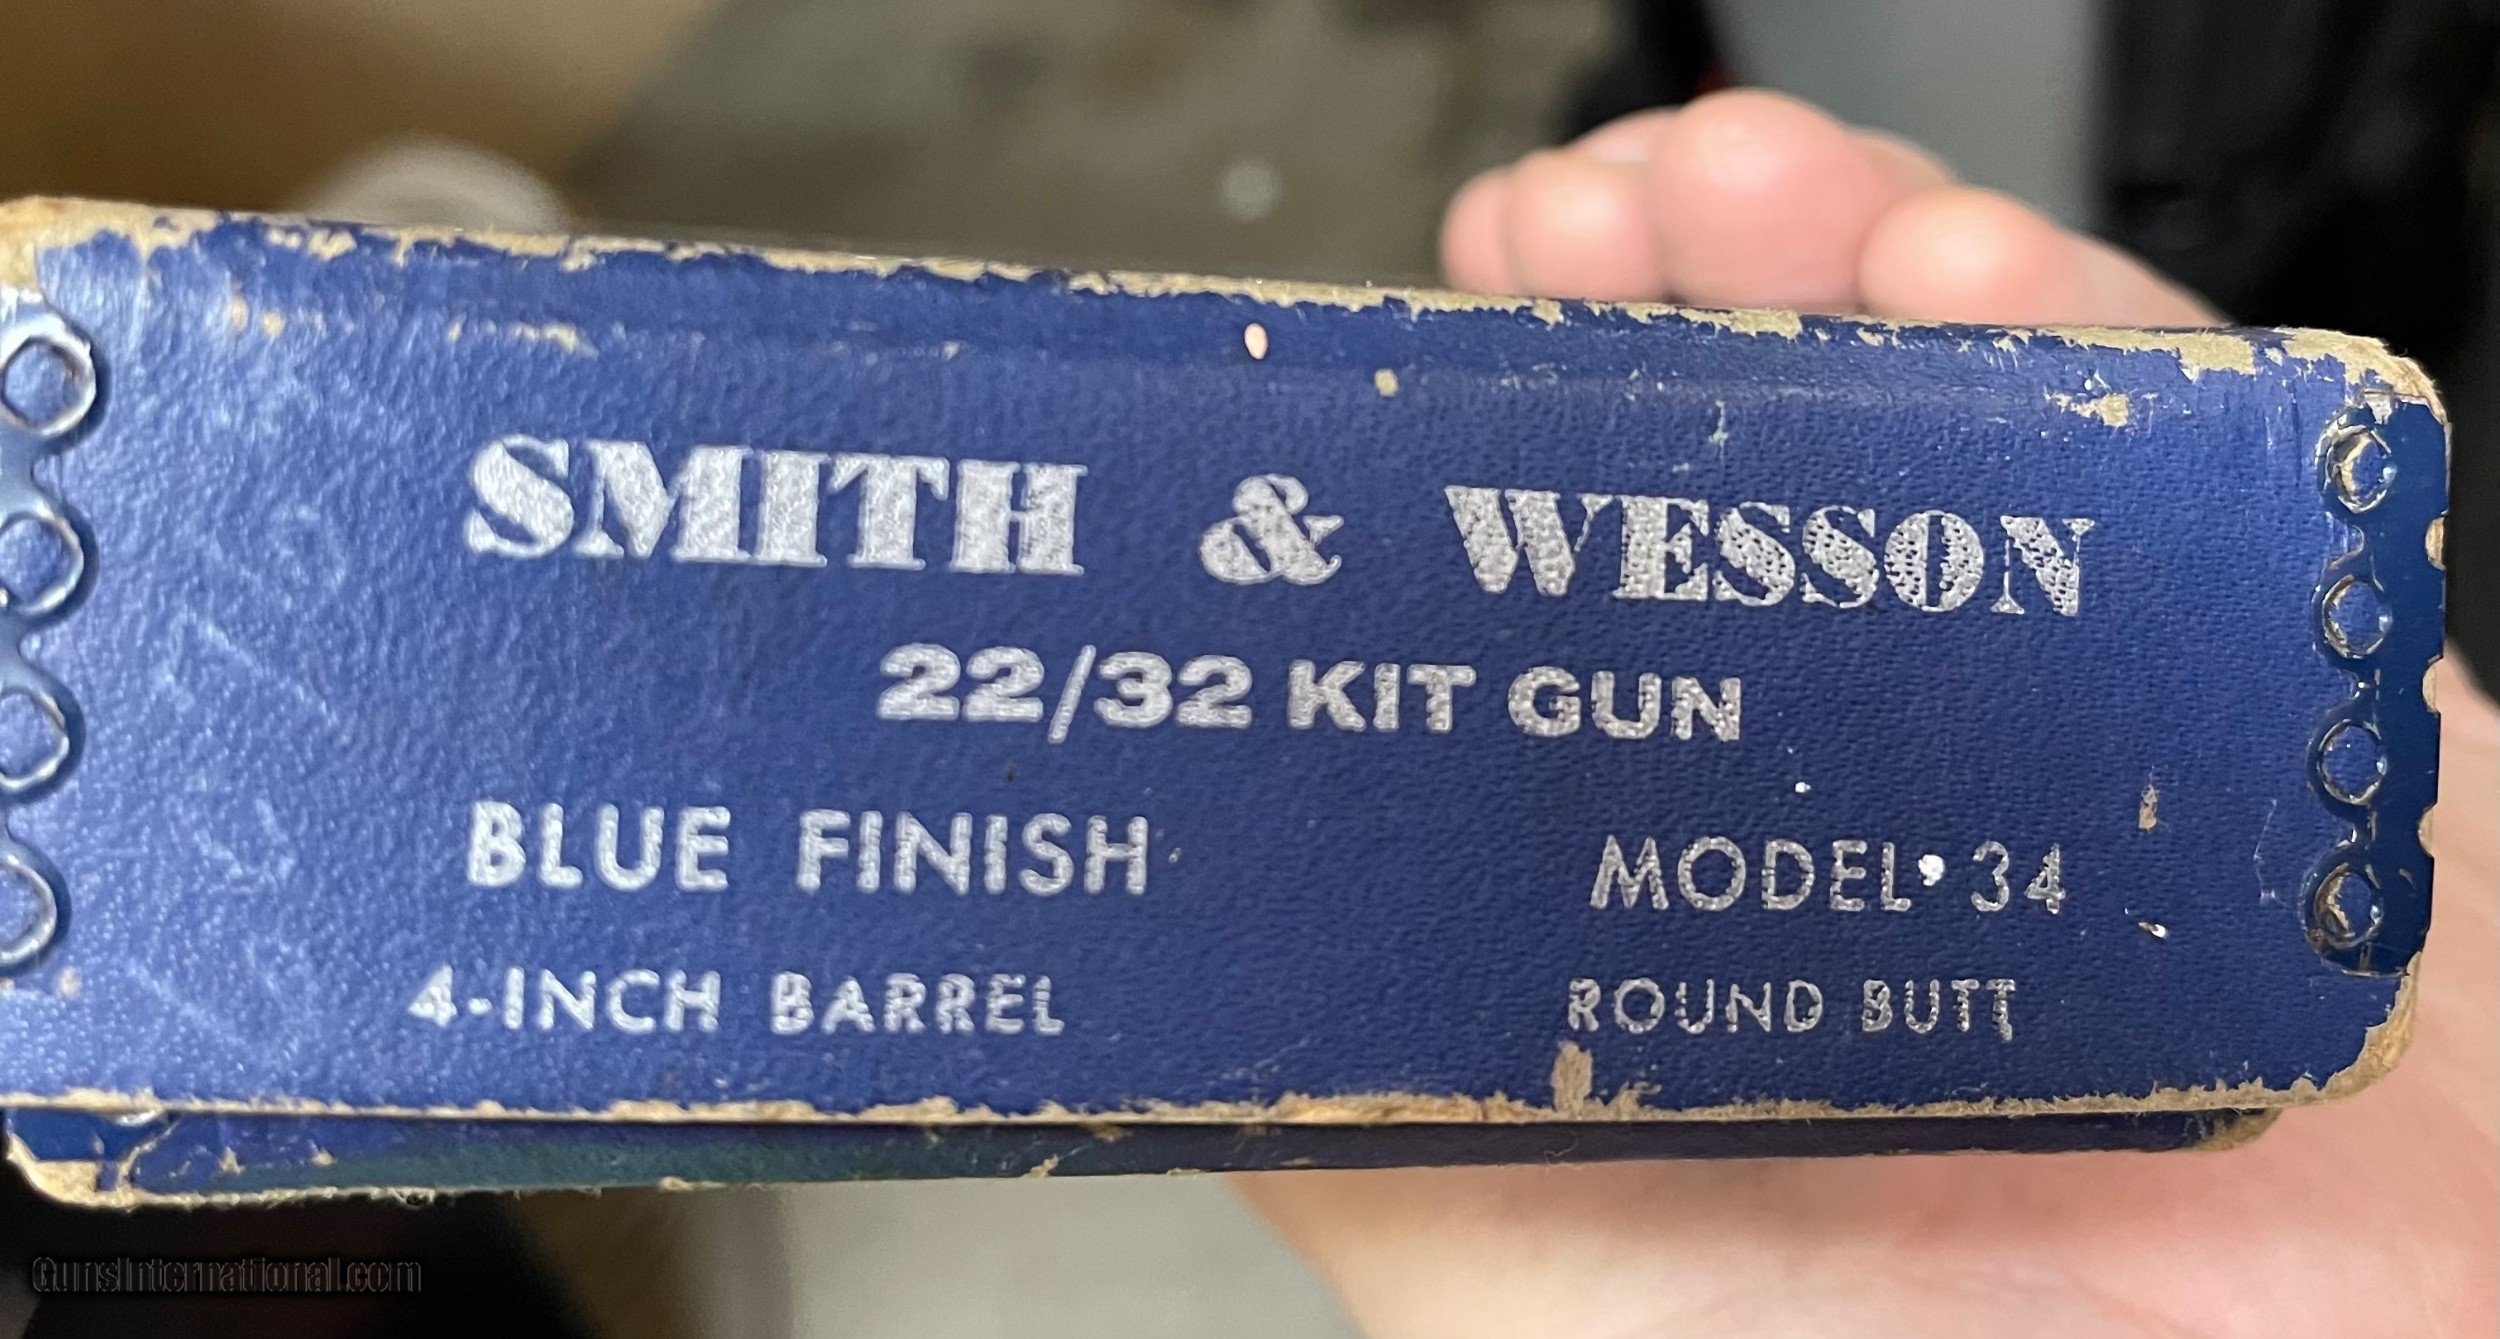 SMITH & WESSON
22/32 KIT GUN
BLUE FINISH MODEL 34
4-INCH BARREL ROUND BUTT
GunsInternational.com